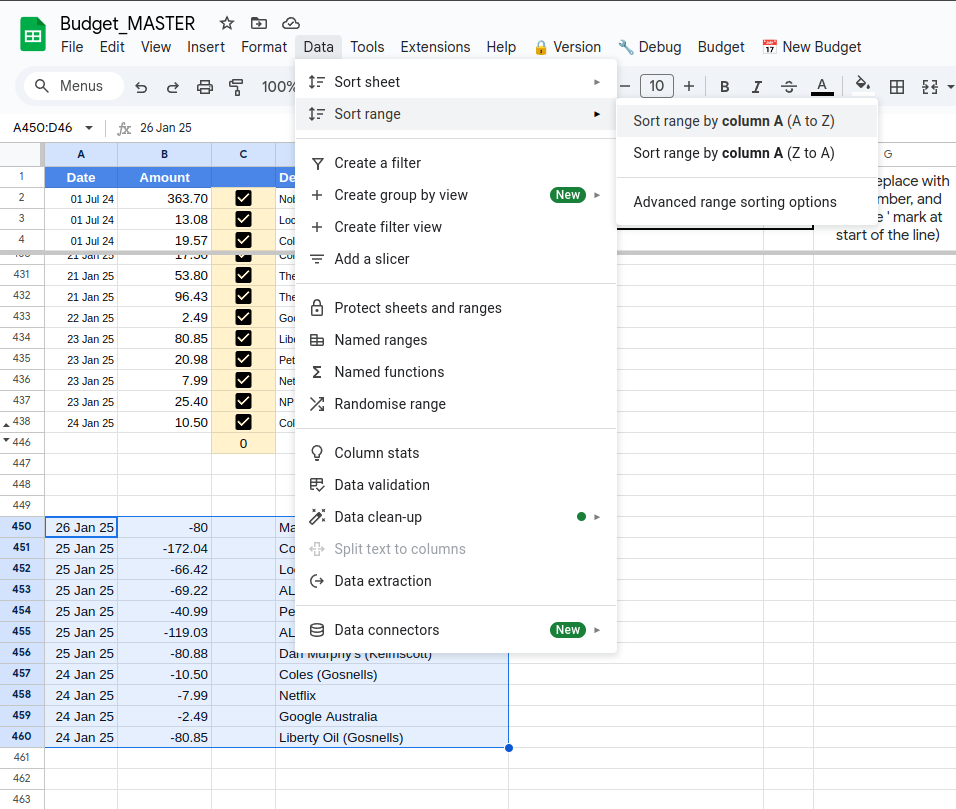 Budget_MASTER
File Edit View Insert Format Data Tools Extensions Help 🔒 Version 🔧 Debug Budget 📅 New Budget
Menus 100% 10 B I A
A450:D46 fx 26 Jan 25
Sort sheet
Sort range
Sort range by column A (A to Z)
Sort range by column A (Z to A)
Advanced range sorting options
Create a filter
Create group by view New
Create filter view
Add a slicer
Protect sheets and ranges
Named ranges
Named functions
Randomise range
Column stats
Data validation
Data clean-up
Split text to columns
Data extraction
Data connectors New
A B C G
1 Date Amount De
2 01 Jul 24 363.70 Nob
3 01 Jul 24 13.08 Loc
4 01 Jul 24 19.57 Col
eplace with
mber, and
e ' mark at
start of the line)
21 Jan 25 17.50 Col
431 21 Jan 25 53.80 The
432 21 Jan 25 96.43 The
433 22 Jan 25 2.49 Goo
434 23 Jan 25 80.85 Libe
435 23 Jan 25 20.98 Pet
436 23 Jan 25 7.99 Net
437 23 Jan 25 25.40 NP
438 24 Jan 25 10.50 Col
446 0
447
448
449
450 26 Jan 25 -80 Ma
451 25 Jan 25 -172.04 Co
452 25 Jan 25 -66.42 Lo
453 25 Jan 25 -69.22 AL
454 25 Jan 25 -40.99 Pe
455 25 Jan 25 -119.03 AL
456 25 Jan 25 -80.88 Dan Murphy's (Kelmscott)
457 24 Jan 25 -10.50 Coles (Gosnells)
458 24 Jan 25 -7.99 Netflix
459 24 Jan 25 -2.49 Google Australia
460 24 Jan 25 -80.85 Liberty Oil (Gosnells)
461
462
463